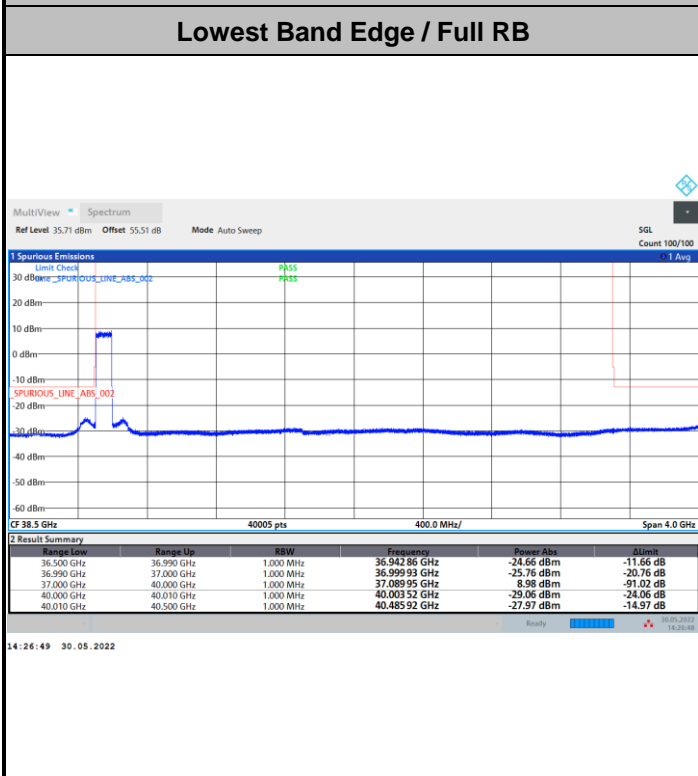 Lowest Band Edge / Full RB
MultiView Spectrum
Ref Level 35.71 dBm Offset 55.51 dB Mode Auto Sweep SGL
Count 100/100
1 Spurious Emissions 1 Avg
Limit Check PASS
30 dBm Line _SPURIOUS_LINE_ABS_002 PASS
20 dBm
10 dBm
0 dBm
-10 dBm
_SPURIOUS_LINE_ABS_002
-20 dBm
-30 dBm
-40 dBm
-50 dBm
-60 dBm
CF 38.5 GHz 40005 pts 400.0 MHz/ Span 4.0 GHz
2 Result Summary
Range Low Range Up RBW Frequency Power Abs ΔLimit
36.500 GHz 36.990 GHz 1.000 MHz 36.942 86 GHz -24.66 dBm -11.66 dB
36.990 GHz 37.000 GHz 1.000 MHz 36.999 93 GHz -25.76 dBm -20.76 dB
37.000 GHz 40.000 GHz 1.000 MHz 37.089 95 GHz 8.98 dBm -91.02 dB
40.000 GHz 40.010 GHz 1.000 MHz 40.003 52 GHz -29.06 dBm -24.06 dB
40.010 GHz 40.500 GHz 1.000 MHz 40.485 92 GHz -27.97 dBm -14.97 dB
Ready 30.05.2022
14:26:48
14:26:49 30.05.2022